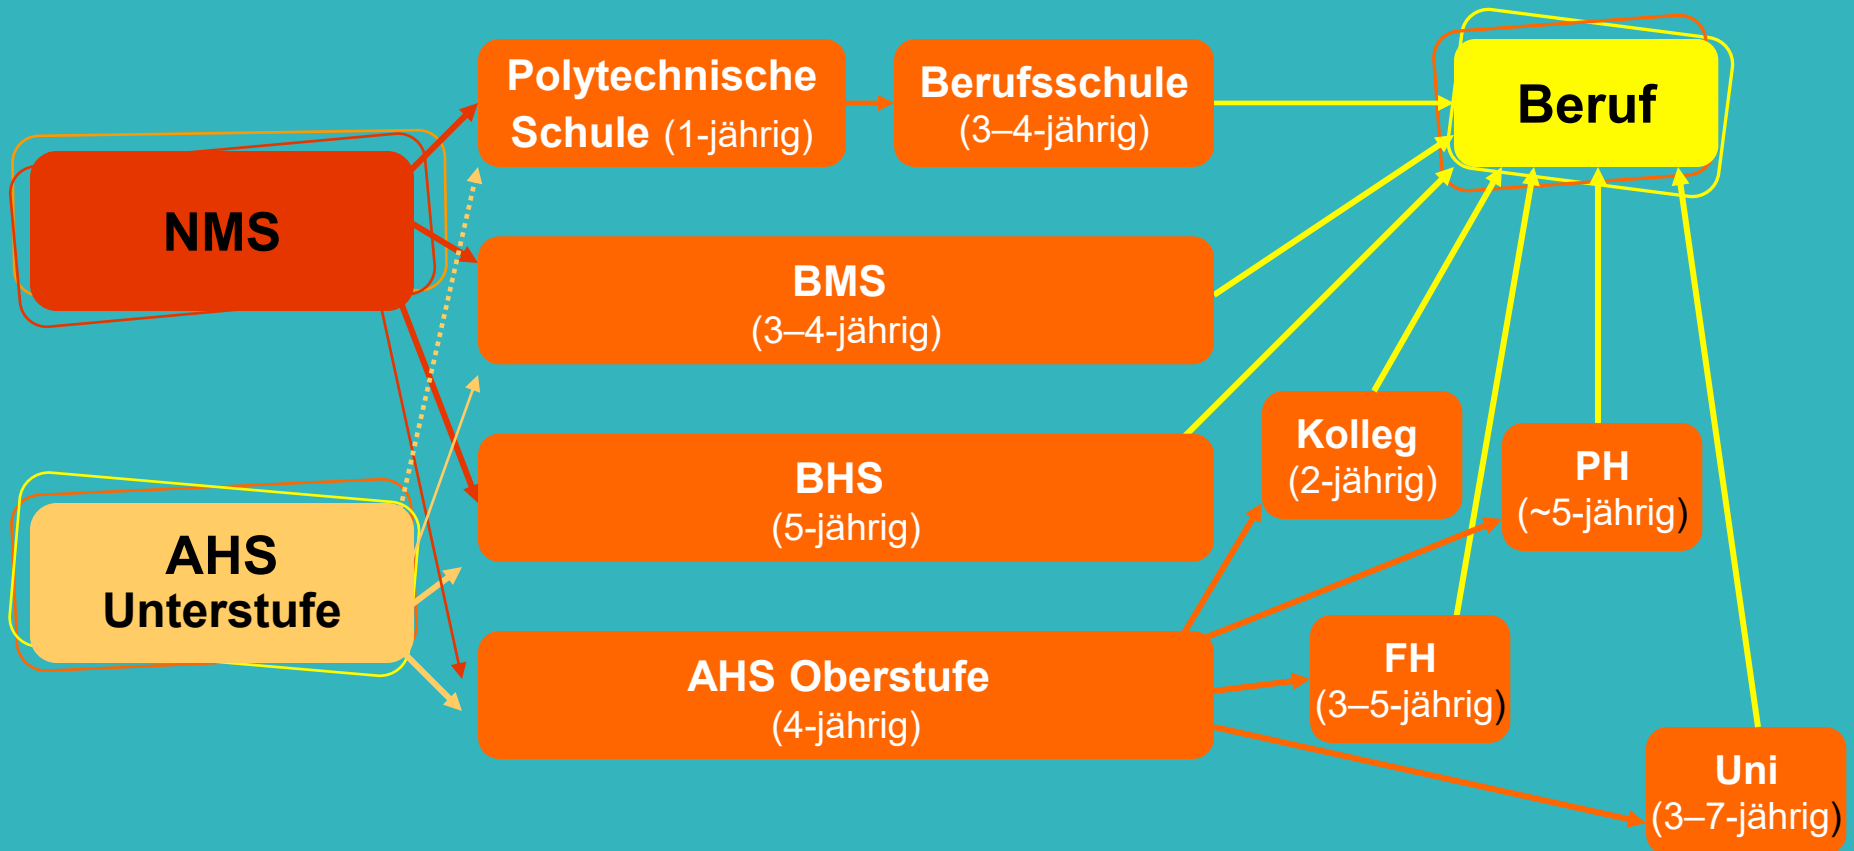 Polytechnische
Schule (1-jährig)
Berufsschule
(3–4-jährig)
Beruf
NMS
BMS
(3–4-jährig)
Kolleg
(2-jährig)
PH
(~5-jährig)
BHS
(5-jährig)
AHS
Unterstufe
AHS Oberstufe
(4-jährig)
FH
(3–5-jährig)
Uni
(3–7-jährig)